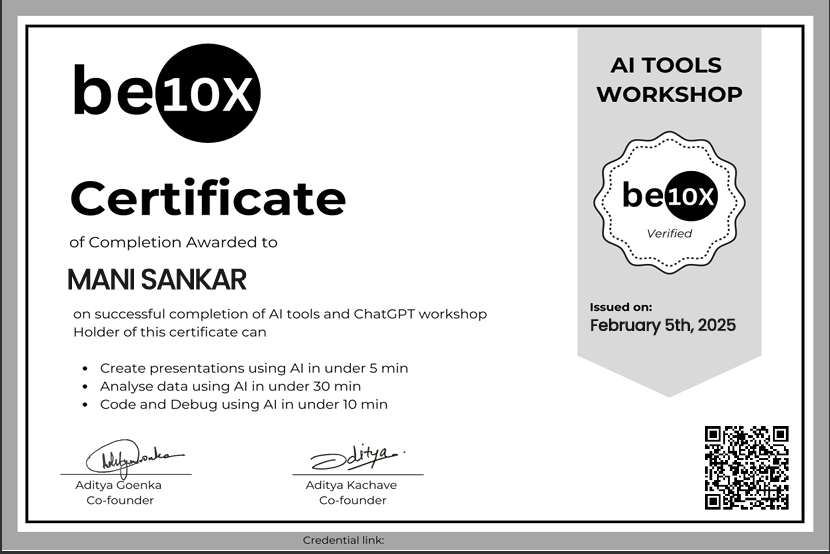 be10X
Certificate
of Completion Awarded to
MANI SANKAR
on successful completion of AI tools and ChatGPT workshop
Holder of this certificate can
• Create presentations using AI in under 5 min
• Analyse data using AI in under 30 min
• Code and Debug using AI in under 10 min
Aditya Goenka
Co-founder
Aditya Kachave
Co-founder
AI TOOLS
WORKSHOP
be10X
Verified
Issued on:
February 5th, 2025
Credential link: